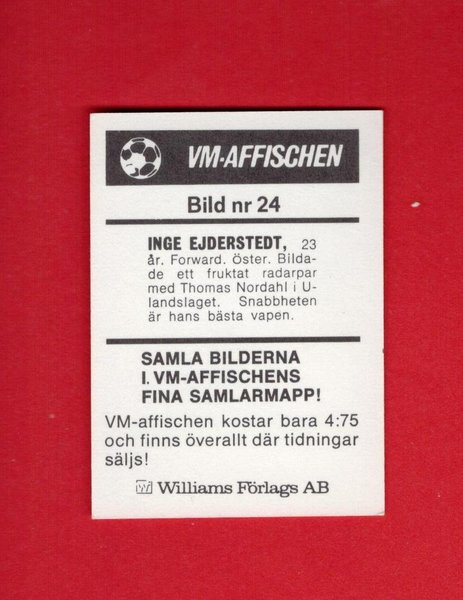 VM-AFFISCHEN
Bild nr 24
INGE EJDERSTEDT, 23
år. Forward. Öster. Bilda-
de ett fruktat radarpar
med Thomas Nordahl i U-
landslaget. Snabbheten
är hans bästa vapen.
SAMLA BILDERNA
I. VM-AFFISCHENS
FINA SAMLARMAPP!
VM-affischen kostar bara 4:75
och finns överallt där tidningar
säljs!
Wf Williams Förlags AB